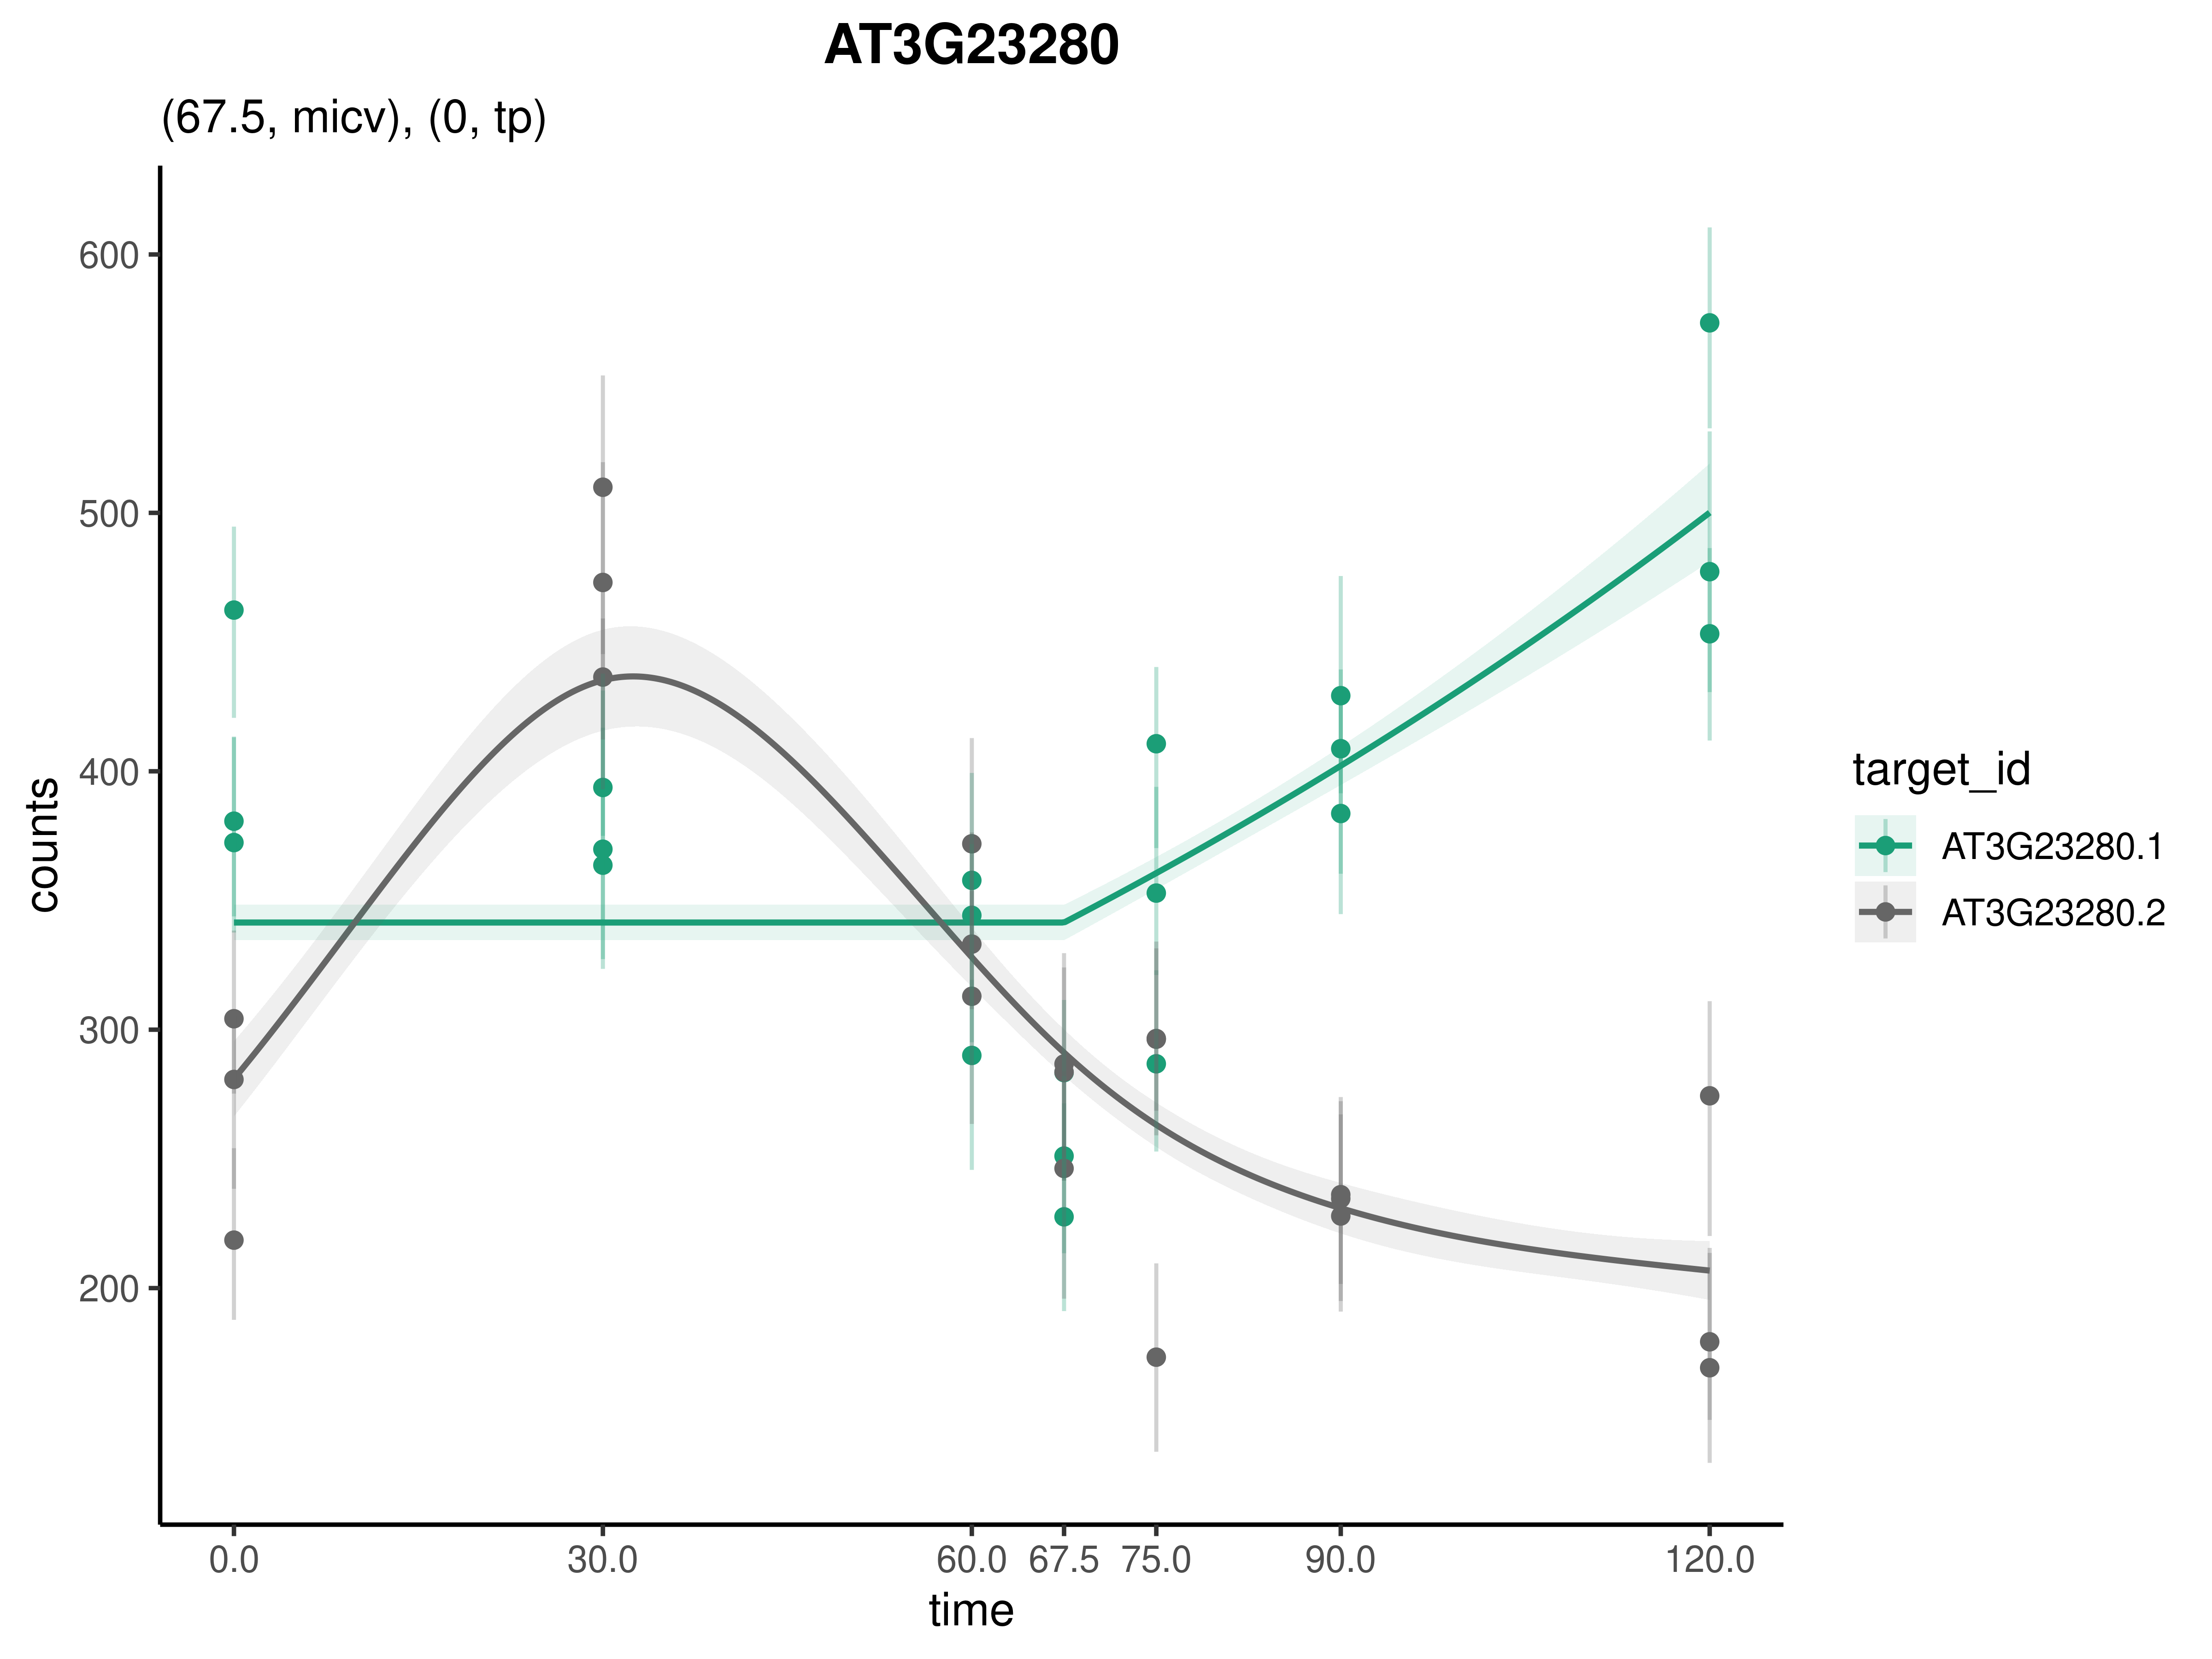 AT3G23280
(67.5, micv), (0, tp)
600
500
400
300
200
counts
0.0 30.0 60.0 67.5 75.0 90.0 120.0
time
target_id
AT3G23280.1
AT3G23280.2